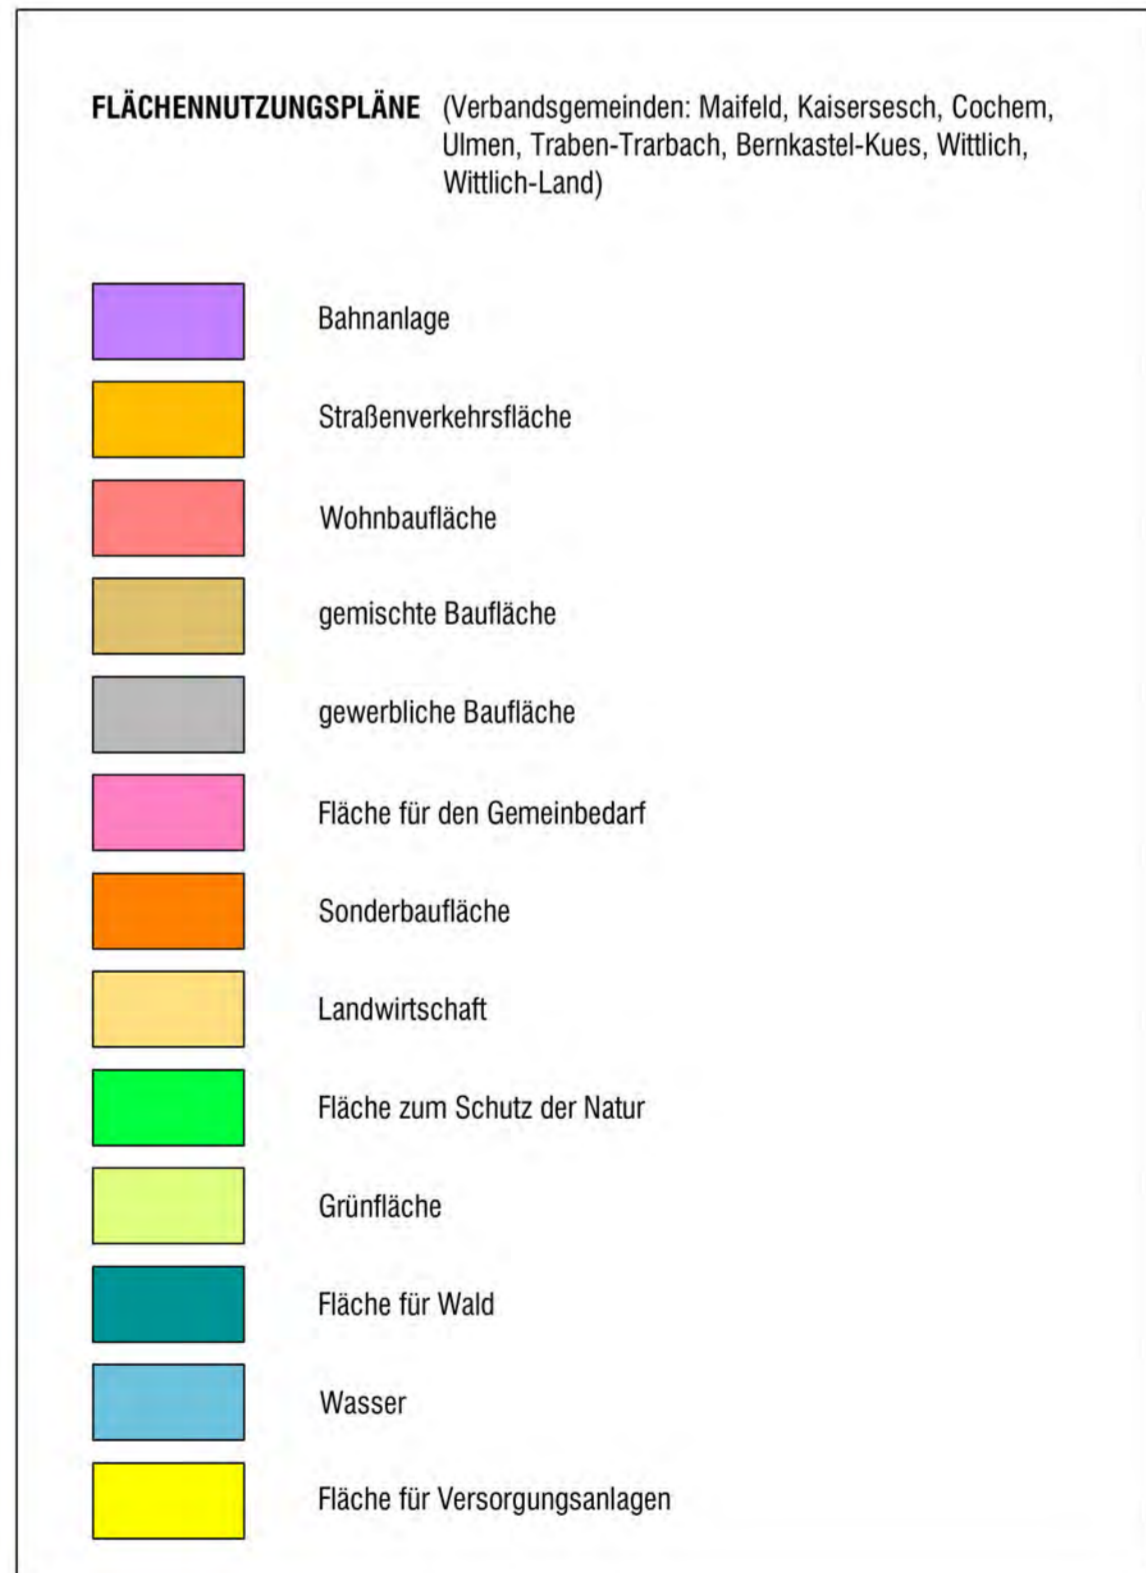 FLÄCHENNUTZUNGSPLÄNE (Verbandsgemeinden: Maifeld, Kaisersesch, Cochem,
Ulmen, Traben-Trarbach, Bernkastel-Kues, Wittlich,
Wittlich-Land)
Bahnanlage
Straßenverkehrsfläche
Wohnbaufläche
gemischte Baufläche
gewerbliche Baufläche
Fläche für den Gemeinbedarf
Sonderbaufläche
Landwirtschaft
Fläche zum Schutz der Natur
Grünfläche
Fläche für Wald
Wasser
Fläche für Versorgungsanlagen